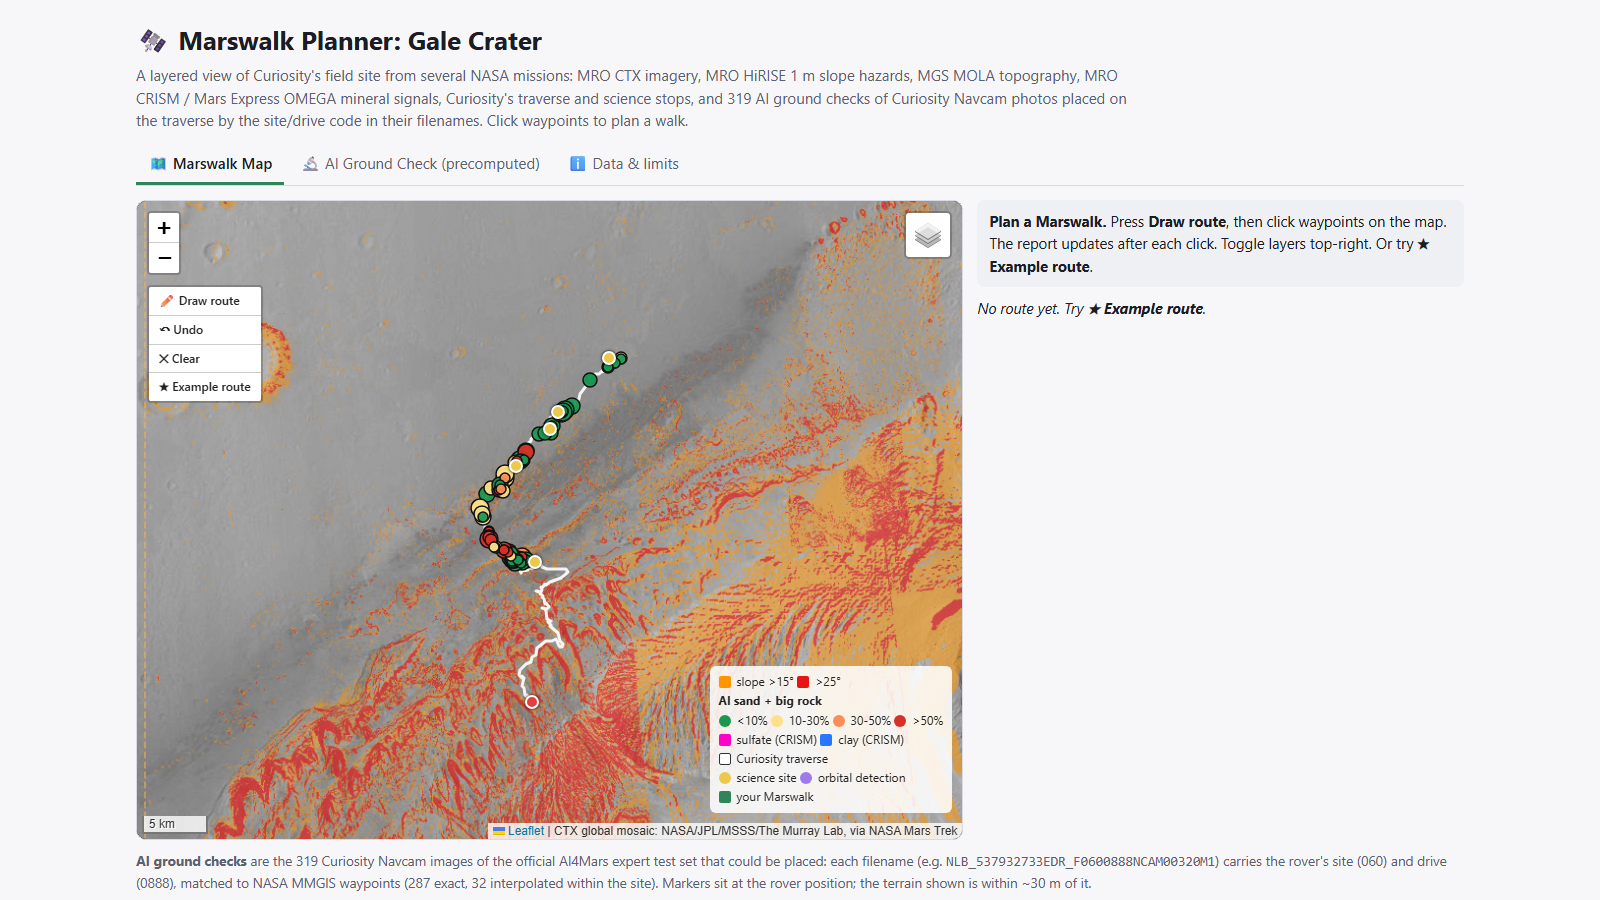 Marswalk Planner: Gale Crater
A layered view of Curiosity's field site from several NASA missions: MRO CTX imagery, MRO HiRISE 1 m slope hazards, MGS MOLA topography, MRO
CRISM / Mars Express OMEGA mineral signals, Curiosity's traverse and science stops, and 319 AI ground checks of Curiosity Navcam photos placed on
the traverse by the site/drive code in their filenames. Click waypoints to plan a walk.
Marswalk Map
AI Ground Check (precomputed)
Data & limits
+
−
Draw route
Undo
Clear
★ Example route
slope >15° >25°
AI sand + big rock
<10% 10-30% 30-50% >50%
sulfate (CRISM) clay (CRISM)
Curiosity traverse
science site orbital detection
your Marswalk
5 km
Leaflet | CTX global mosaic: NASA/JPL/MSSS/The Murray Lab, via NASA Mars Trek
Plan a Marswalk. Press Draw route, then click waypoints on the map.
The report updates after each click. Toggle layers top-right. Or try ★
Example route.
No route yet. Try ★ Example route.
AI ground checks are the 319 Curiosity Navcam images of the official AI4Mars expert test set that could be placed: each filename (e.g. NLB_537932733EDR_F0600888NCAM00320M1) carries the rover's site (060) and drive
(0888), matched to NASA MMGIS waypoints (287 exact, 32 interpolated within the site). Markers sit at the rover position; the terrain shown is within ~30 m of it.